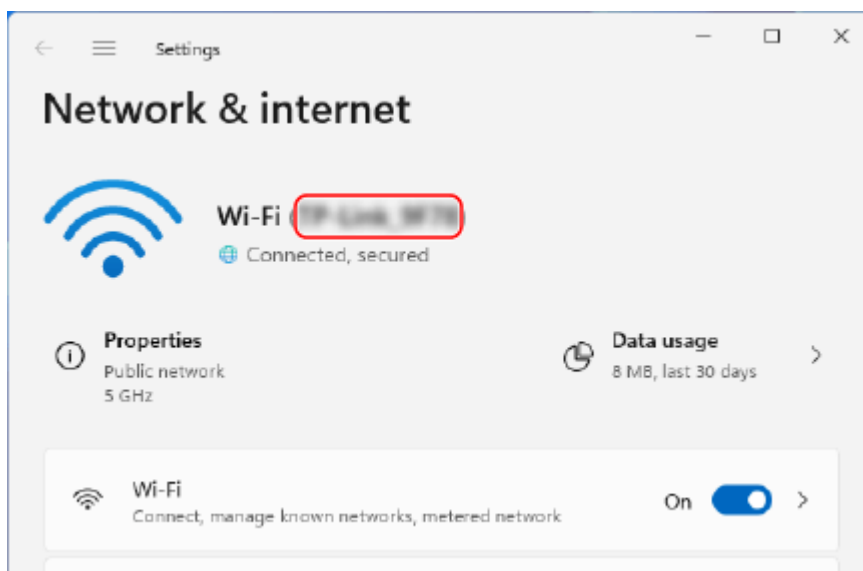 Settings
Network & internet
Wi-Fi
Connected, secured
Properties
Public network
5 GHz
Data usage
8 MB, last 30 days
Wi-Fi
Connect, manage known networks, metered network
On